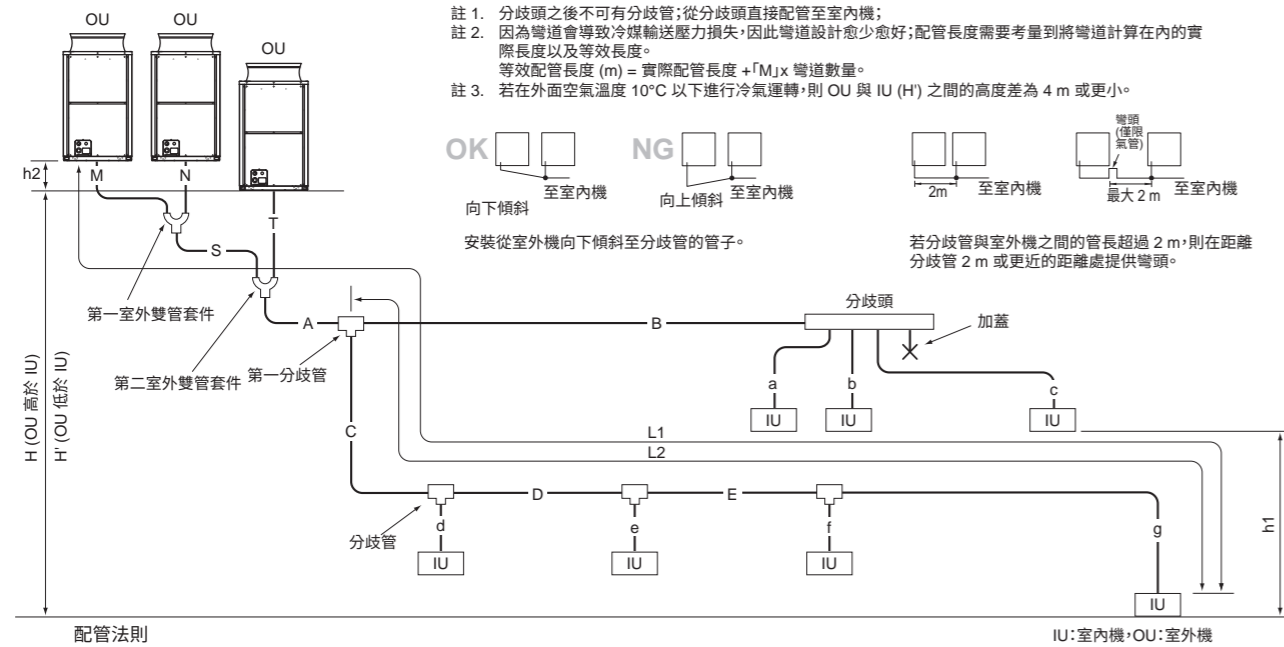 註 1. 分歧頭之後不可有分歧管;從分歧頭直接配管至室內機;
註 2. 因為彎道會導致冷媒輸送壓力損失,因此彎道設計愈少愈好;配管長度需要考量到將彎道計算在內的實
際長度以及等效長度。
等效配管長度 (m) = 實際配管長度 +「M」x 彎道數量。
註 3. 若在外面空氣溫度 10°C 以下進行冷氣運轉,則 OU 與 IU (H') 之間的高度差為 4 m 或更小。
OU
OU
OU
h2
M
N
T
S
OK
至室內機
向下傾斜
NG
至室內機
向上傾斜
安裝從室外機向下傾斜至分歧管的管子。
2m
至室內機
彎頭
(僅限
氣管)
最大 2 m
至室內機
若分歧管與室外機之間的管長超過 2 m,則在距離
分歧管 2 m 或更近的距離處提供彎頭。
第一室外雙管套件
第二室外雙管套件
第一分歧管
A
B
分歧頭
加蓋
a
b
c
IU
IU
IU
H (OU 高於 IU)
H' (OU 低於 IU)
C
L1
L2
D
E
分歧管
d
e
f
g
IU
IU
IU
IU
h1
配管法則
IU:室內機,OU:室外機